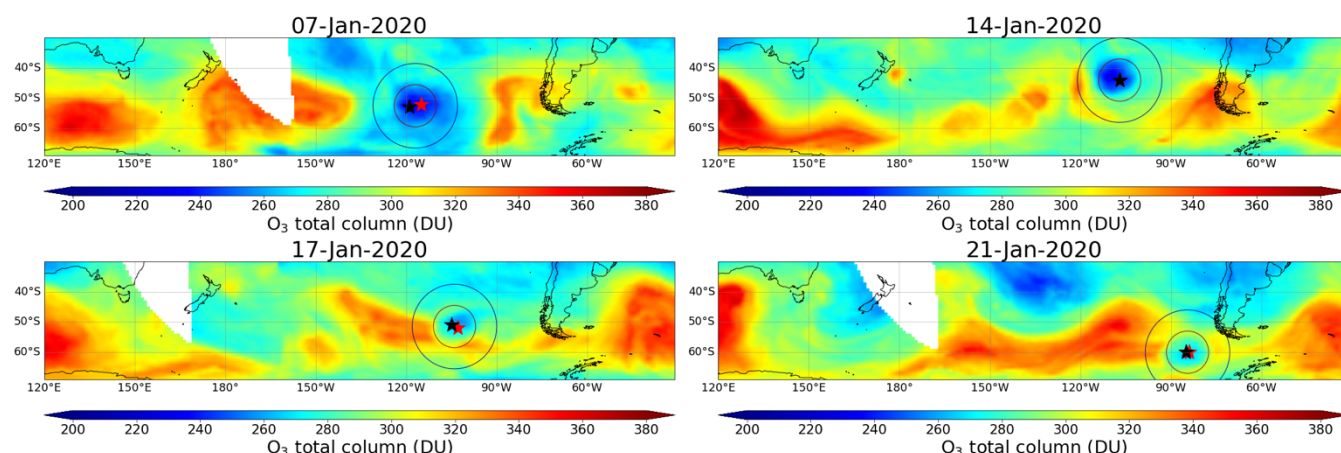 07-Jan-2020
14-Jan-2020
40°S
50°S
60°S
120°E 150°E 180° 150°W 120°W 90°W 60°W
40°S
50°S
60°S
120°E 150°E 180° 150°W 120°W 90°W 60°W
200 220 240 260 280 300 320 340 360 380
O₃ total column (DU)
200 220 240 260 280 300 320 340 360 380
O₃ total column (DU)
17-Jan-2020
21-Jan-2020
40°S
50°S
60°S
120°E 150°E 180° 150°W 120°W 90°W 60°W
40°S
50°S
60°S
120°E 150°E 180° 150°W 120°W 90°W 60°W
200 220 240 260 280 300 320 340 360 380
O₃ total column (DU)
200 220 240 260 280 300 320 340 360 380
O₃ total column (DU)